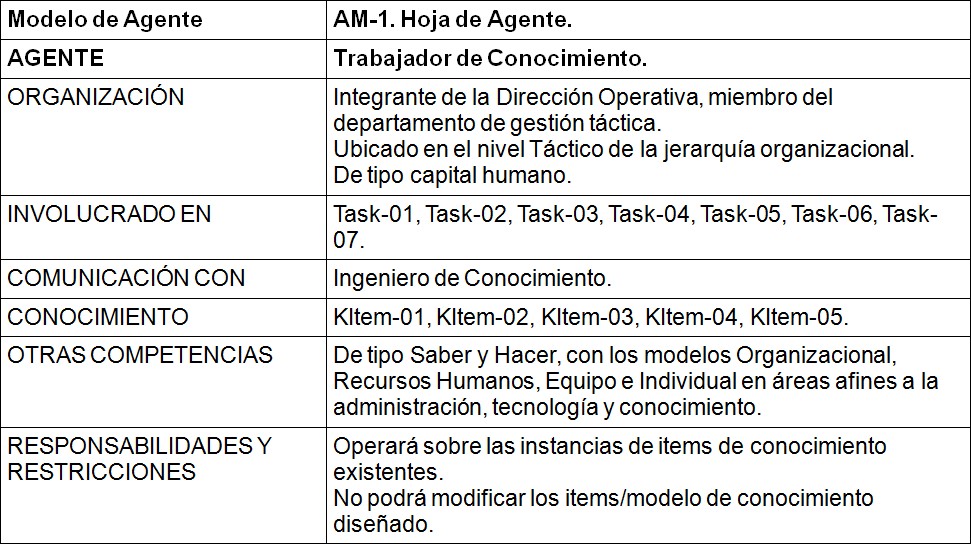 Modelo de Agente
AM-1. Hoja de Agente.
AGENTE
Trabajador de Conocimiento.
ORGANIZACIÓN
Integrante de la Dirección Operativa, miembro del
departamento de gestión táctica.
Ubicado en el nivel Táctico de la jerarquía organizacional.
De tipo capital humano.
INVOLUCRADO EN
Task-01, Task-02, Task-03, Task-04, Task-05, Task-06, Task-
07.
COMUNICACIÓN CON
Ingeniero de Conocimiento.
CONOCIMIENTO
KItem-01, KItem-02, KItem-03, KItem-04, KItem-05.
OTRAS COMPETENCIAS
De tipo Saber y Hacer, con los modelos Organizacional,
Recursos Humanos, Equipo e Individual en áreas afines a la
administración, tecnología y conocimiento.
RESPONSABILIDADES Y
RESTRICCIONES
Operará sobre las instancias de items de conocimiento
existentes.
No podrá modificar los items/modelo de conocimiento
diseñado.